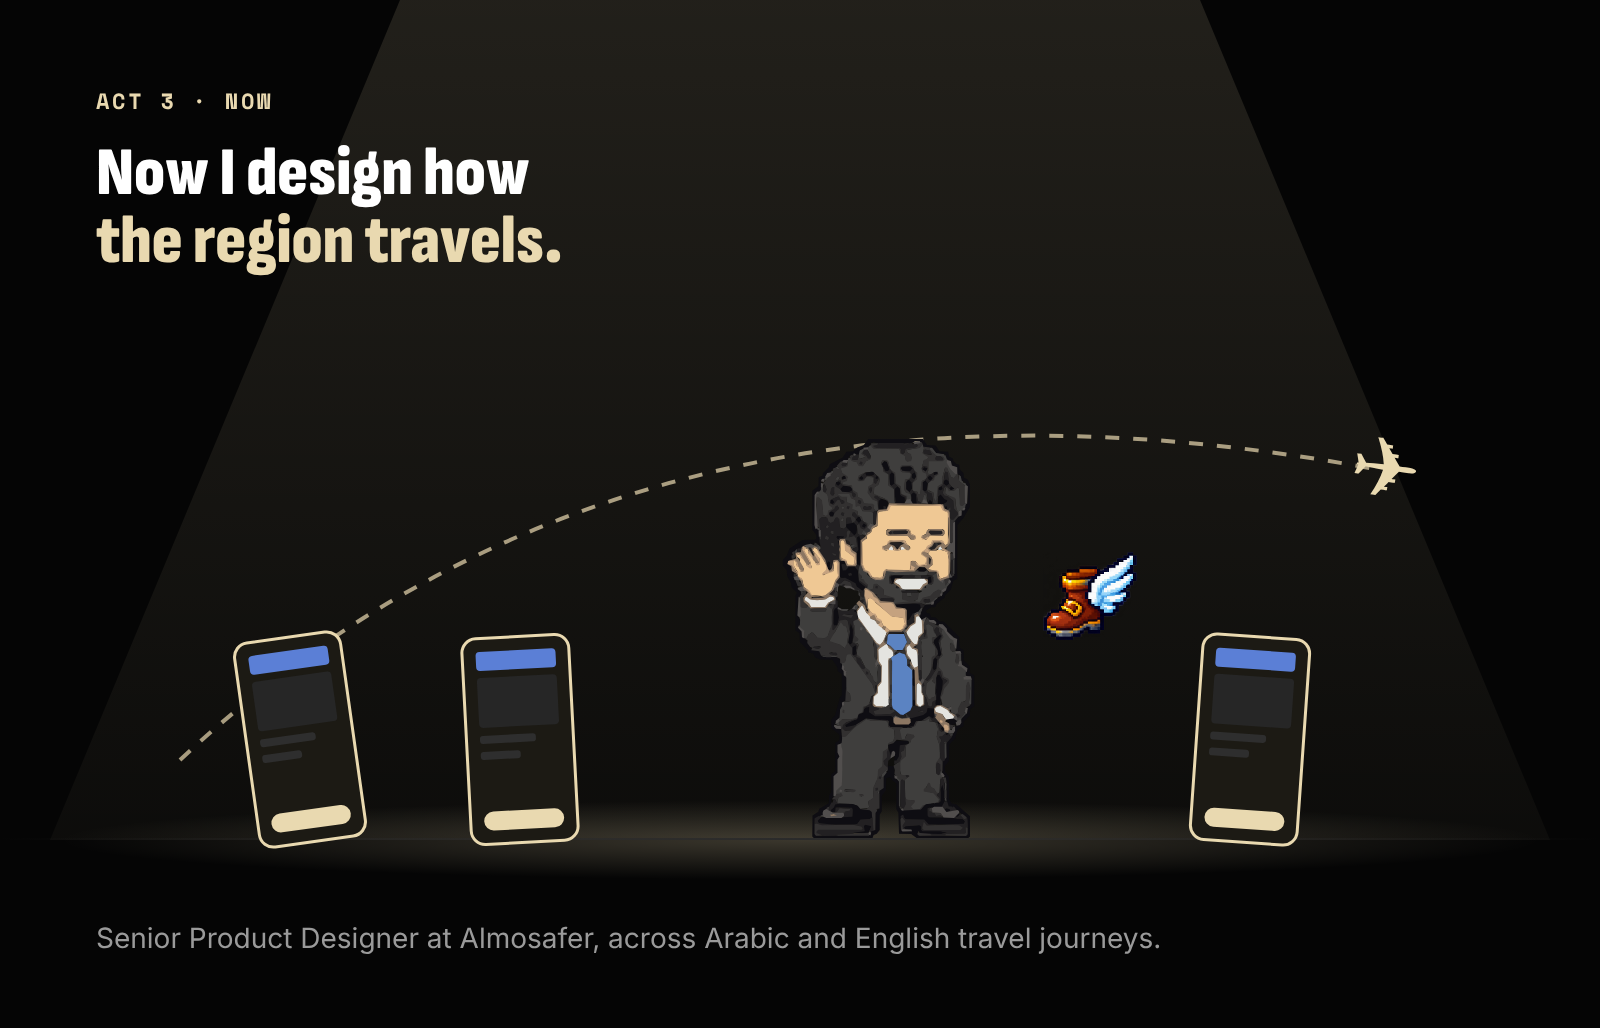 ACT 3 · NOW
Now I design how
the region travels.
Senior Product Designer at Almosafer, across Arabic and English travel journeys.